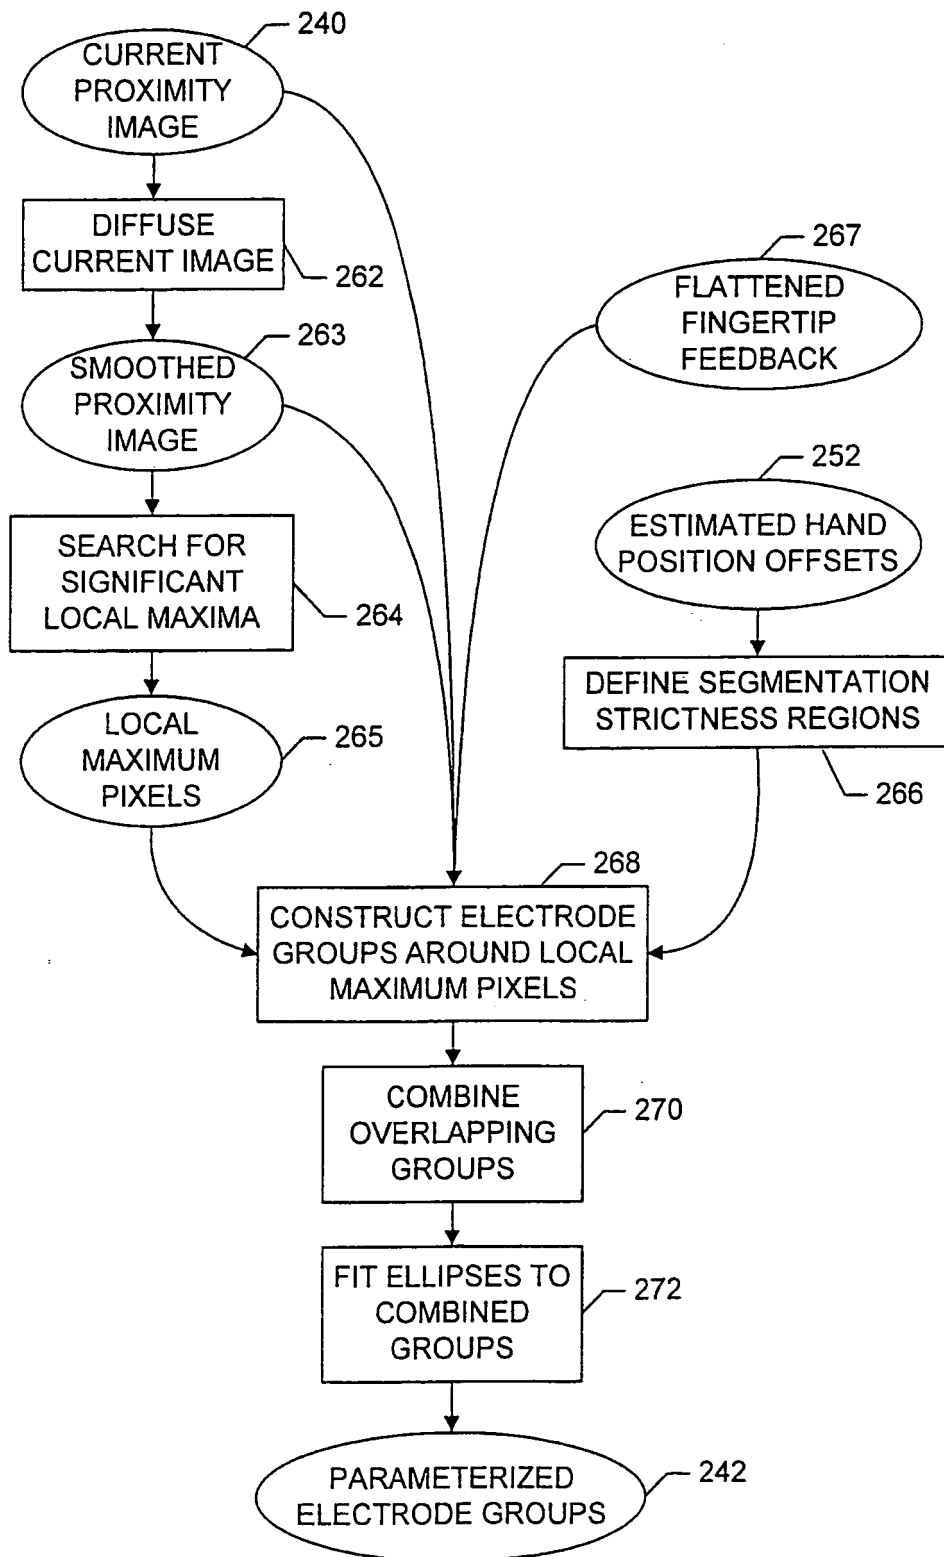 240
CURRENT
PROXIMITY
IMAGE
DIFFUSE
CURRENT IMAGE
262
263
SMOOTHED
PROXIMITY
IMAGE
SEARCH FOR
SIGNIFICANT
LOCAL MAXIMA
264
LOCAL
MAXIMUM
PIXELS
265
267
FLATTENED
FINGERTIP
FEEDBACK
252
ESTIMATED HAND
POSITION OFFSETS
DEFINE SEGMENTATION
STRICTNESS REGIONS
266
268
CONSTRUCT ELECTRODE
GROUPS AROUND LOCAL
MAXIMUM PIXELS
COMBINE
OVERLAPPING
GROUPS
270
FIT ELLIPSES TO
COMBINED
GROUPS
272
PARAMETERIZED
ELECTRODE GROUPS
242